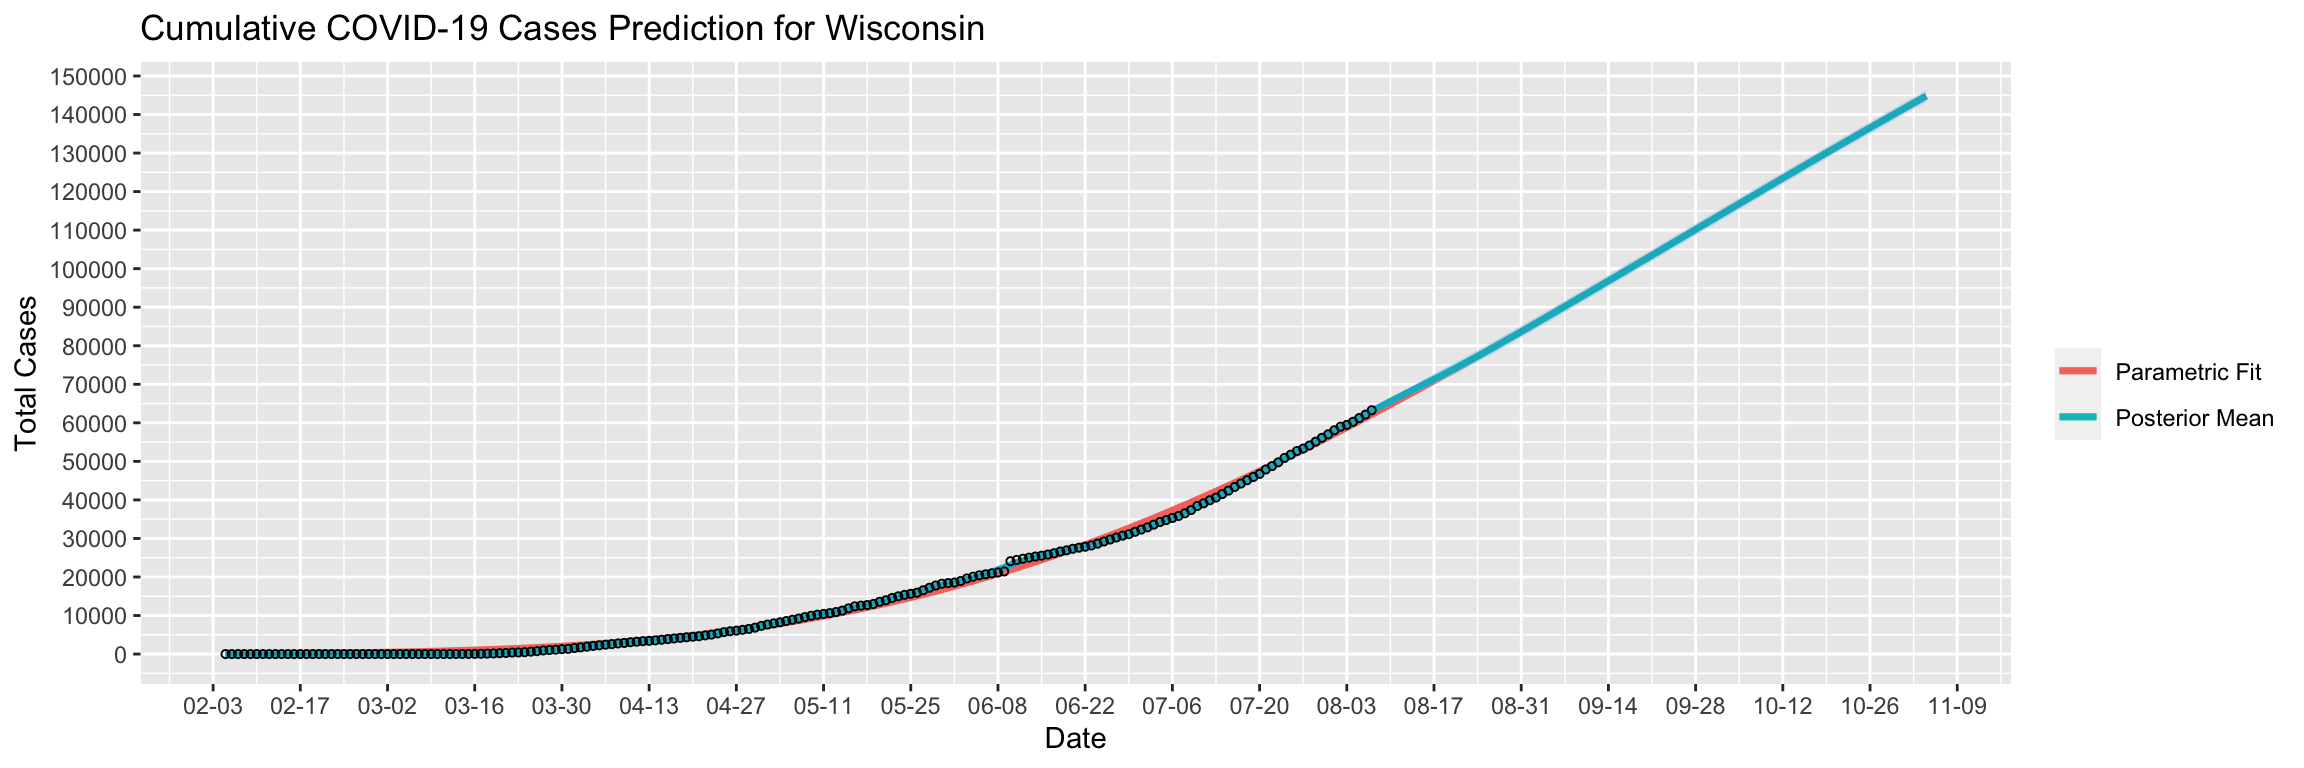 Cumulative COVID-19 Cases Prediction for Wisconsin
150000
140000
130000
120000
110000
100000
90000
80000
70000
60000
50000
40000
30000
20000
10000
0
Total Cases
02-03 02-17 03-02 03-16 03-30 04-13 04-27 05-11 05-25 06-08 06-22 07-06 07-20 08-03 08-17 08-31 09-14 09-28 10-12 10-26 11-09
Date
Parametric Fit
Posterior Mean